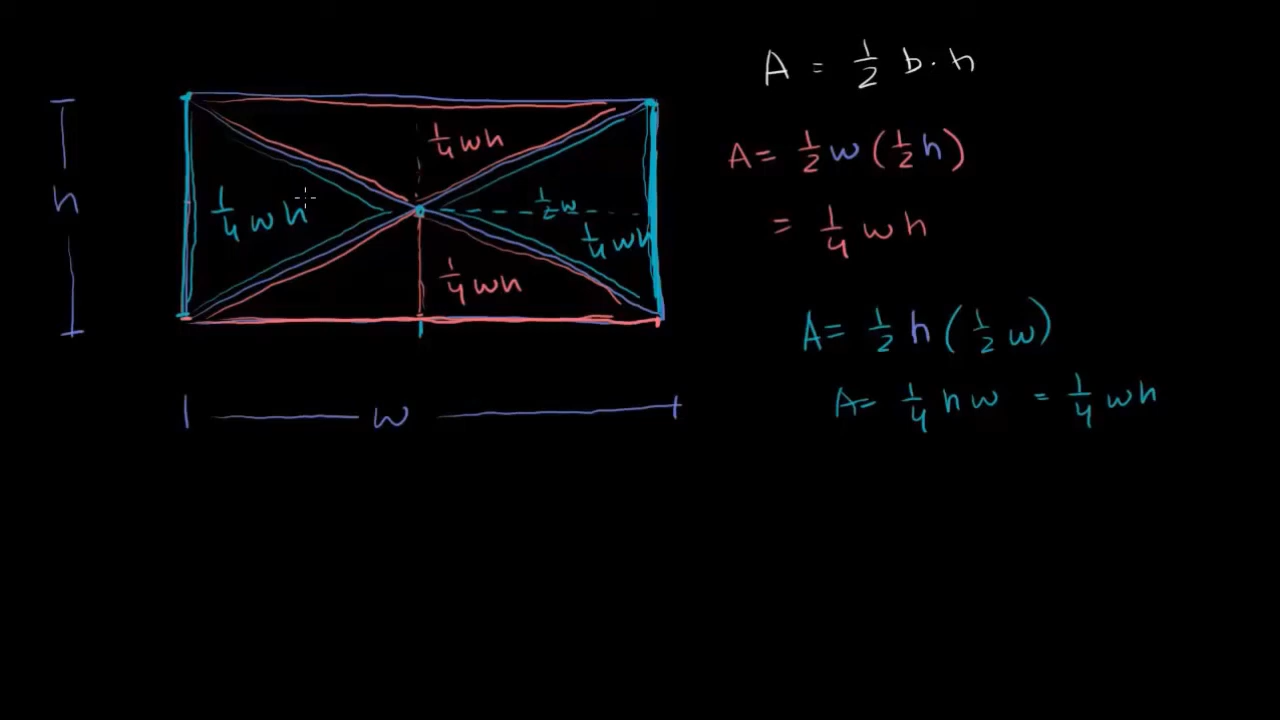 A = 1/2 b · h
h
1/4 wh
A = 1/2 w (1/2 h)
1/4 wh
1/2 w
= 1/4 wh
1/4 wh
1/4 wh
A = 1/2 h (1/2 w)
w
A = 1/4 hw = 1/4 wh